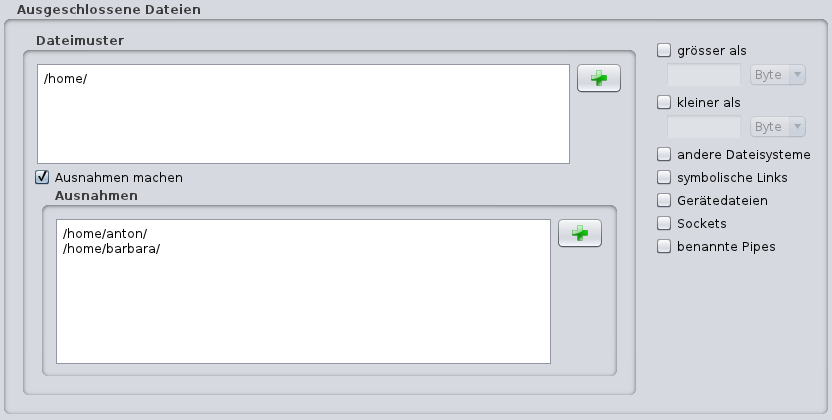 Ausgeschlossene Dateien
Dateimuster
/home/
Ausnahmen machen
Ausnahmen
/home/anton/
/home/barbara/
grösser als
Byte
kleiner als
Byte
andere Dateisysteme
symbolische Links
Gerätedateien
Sockets
benannte Pipes